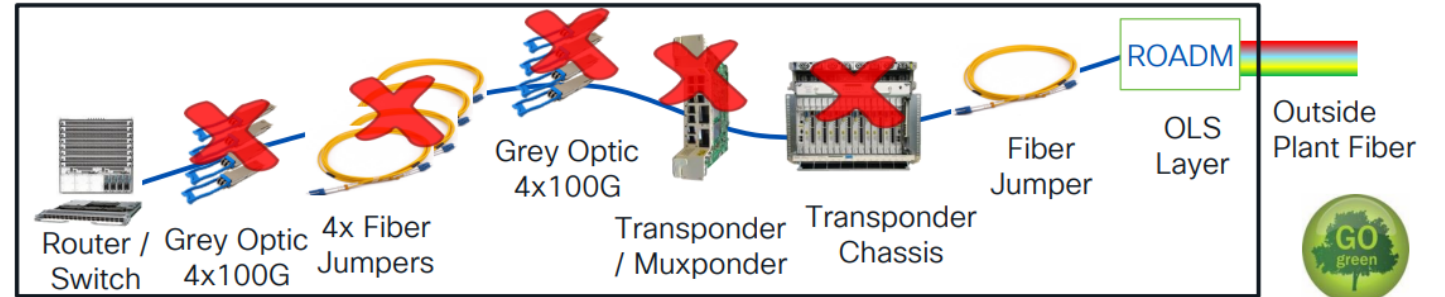 Router /
Switch
Grey Optic
4x100G
4x Fiber
Jumpers
Grey Optic
4x100G
Transponder
/ Muxponder
Transponder
Chassis
Fiber
Jumper
ROADM
OLS
Layer
Outside
Plant Fiber
GO
green